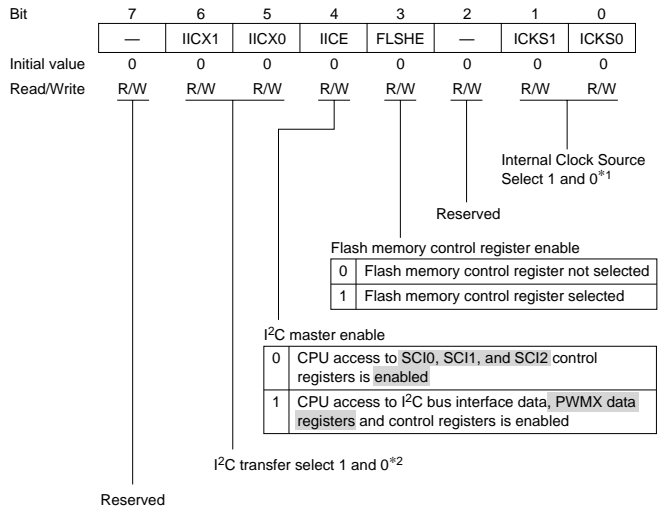 Bit 7 6 5 4 3 2 1 0
— IICX1 IICX0 IICE FLSHE — ICKS1 ICKS0
Initial value 0 0 0 0 0 0 0 0
Read/Write R/W R/W R/W R/W R/W R/W R/W R/W
Internal Clock Source
Select 1 and 0*1
Reserved
Flash memory control register enable
0 Flash memory control register not selected
1 Flash memory control register selected
I2C master enable
0 CPU access to SCI0, SCI1, and SCI2 control
registers is enabled
1 CPU access to I2C bus interface data, PWMX data
registers and control registers is enabled
I2C transfer select 1 and 0*2
Reserved